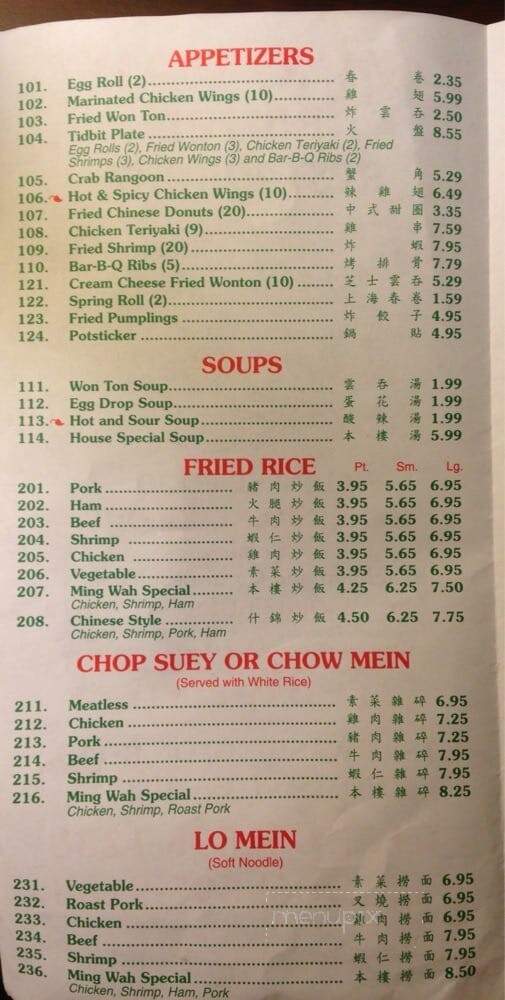 APPETIZERS
101. Egg Roll (2) 春卷 2.35
102. Marinated Chicken Wings (10) 雞翅 5.99
103. Fried Won Ton 炸雲吞 2.50
104. Tidbit Plate 火盤 8.55
Egg Rolls (2), Fried Wonton (3), Chicken Teriyaki (2), Fried
Shrimps (3), Chicken Wings (3) and Bar-B-Q Ribs (2)
105. Crab Rangoon 蟹角 5.29
106. Hot & Spicy Chicken Wings (10) 辣雞翅 6.49
107. Fried Chinese Donuts (20) 中式甜圈 3.35
108. Chicken Teriyaki (9) 雞串 7.59
109. Fried Shrimp (20) 炸蝦 7.95
110. Bar-B-Q Ribs (5) 烤排骨 7.79
121. Cream Cheese Fried Wonton (10) 芝士雲吞 5.29
122. Spring Roll (2) 上海春卷 1.59
123. Fried Pumplings 炸餃子 4.95
124. Potsticker 鍋貼 4.95
SOUPS
111. Won Ton Soup 雲吞湯 1.99
112. Egg Drop Soup 蛋花湯 1.99
113. Hot and Sour Soup 酸辣湯 1.99
114. House Special Soup 本樓湯 5.99
FRIED RICE Pt. Sm. Lg.
201. Pork 豬肉炒飯 3.95 5.65 6.95
202. Ham 火腿炒飯 3.95 5.65 6.95
203. Beef 牛肉炒飯 3.95 5.65 6.95
204. Shrimp 蝦仁炒飯 3.95 5.65 6.95
205. Chicken 雞肉炒飯 3.95 5.65 6.95
206. Vegetable 素菜炒飯 3.95 5.65 6.95
207. Ming Wah Special 本樓炒飯 4.25 6.25 7.50
Chicken, Shrimp, Ham
208. Chinese Style 什錦炒飯 4.50 6.25 7.75
Chicken, Shrimp, Pork, Ham
CHOP SUEY OR CHOW MEIN
(Served with White Rice)
211. Meatless 素菜雜碎 6.95
212. Chicken 雞肉雜碎 7.25
213. Pork 豬肉雜碎 7.25
214. Beef 牛肉雜碎 7.95
215. Shrimp 蝦仁雜碎 7.95
216. Ming Wah Special 本樓雜碎 8.25
Chicken, Shrimp, Roast Pork
LO MEIN
(Soft Noodle)
231. Vegetable 素菜撈面 6.95
232. Roast Pork 叉燒撈面 6.95
233. Chicken 雞肉撈面 6.95
menupix
234. Beef 牛肉撈面 7.95
235. Shrimp 蝦仁撈面 7.95
236. Ming Wah Special 本樓撈面 8.50
Chicken, Shrimp, Ham, Pork